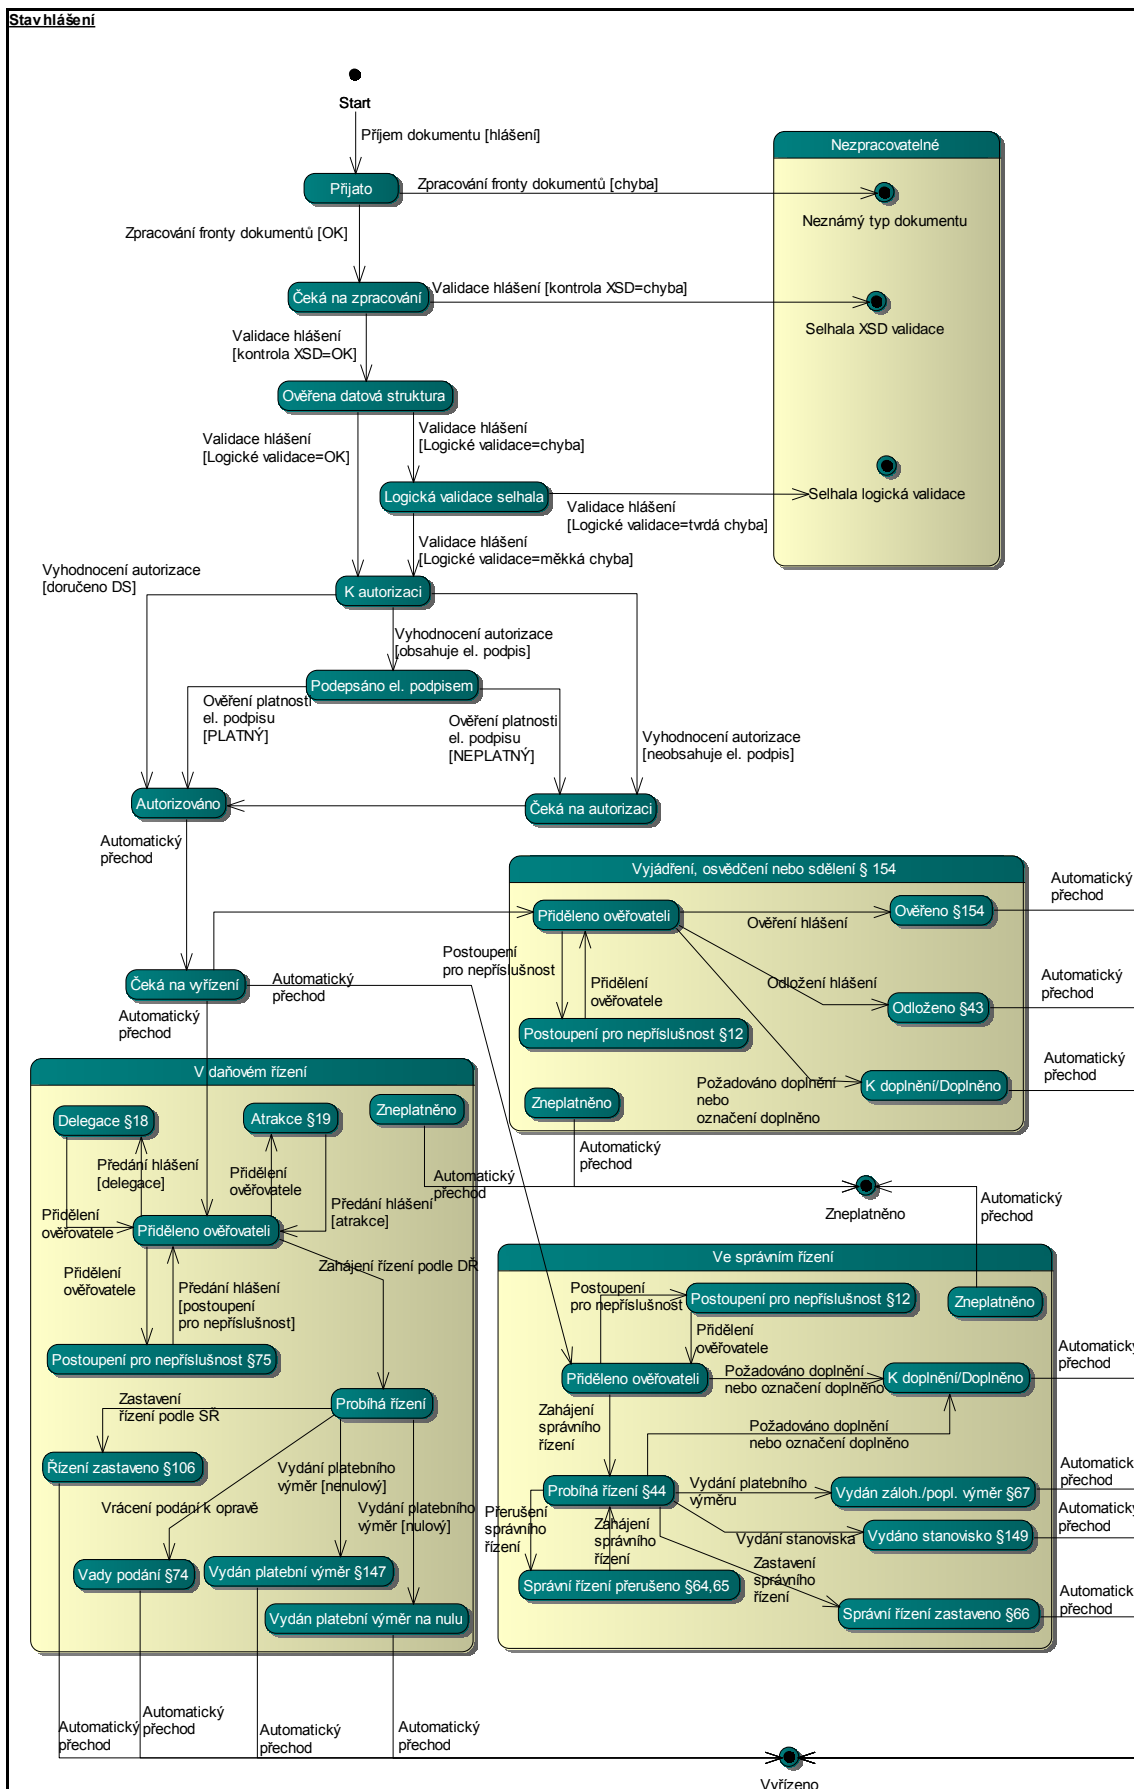 Stav hlášení
Start
Příjem dokumentu [hlášení]
Nezpracovatelné
Přijato
Zpracování fronty dokumentů [chyba]
Neznámý typ dokumentu
Zpracování fronty dokumentů [OK]
Čeká na zpracování
Validace hlášení [kontrola XSD=chyba]
Selhala XSD validace
Validace hlášení
[kontrola XSD=OK]
Ověřena datová struktura
Validace hlášení
[Logické validace=OK]
Validace hlášení
[Logické validace=chyba]
Logická validace selhala
Selhala logická validace
Validace hlášení
[Logické validace=tvrdá chyba]
Validace hlášení
[Logické validace=měkká chyba]
Vyhodnocení autorizace
[doručeno DS]
K autorizaci
Vyhodnocení autorizace
[obsahuje el. podpis]
Podepsáno el. podpisem
Ověření platnosti
el. podpisu
[PLATNÝ]
Ověření platnosti
el. podpisu
[NEPLATNÝ]
Vyhodnocení autorizace
[neobsahuje el. podpis]
Autorizováno
Čeká na autorizaci
Automatický
přechod
Vyjádření, osvědčení nebo sdělení § 154
Přiděleno ověřovateli
Ověření hlášení
Ověřeno §154
Automatický
přechod
Postoupení
pro nepříslušnost
Přidělení
ověřovatele
Odložení hlášení
Odloženo §43
Automatický
přechod
Čeká na vyřízení
Automatický
přechod
Automatický
přechod
Postoupení pro nepříslušnost §12
Požadováno doplnění
nebo
označení doplněno
K doplnění/Doplněno
Automatický
přechod
Zneplatněno
Automatický
přechod
V daňovém řízení
Delegace §18
Atrakce §19
Zneplatněno
Předání hlášení
[delegace]
Přidělení
ověřovatele
Automatický
přechod
Předání hlášení
[atrakce]
Přidělení
ověřovatele
Přiděleno ověřovateli
Zneplatněno
Automatický
přechod
Zahájení řízení podle DŘ
Přidělení
ověřovatele
Předání hlášení
[postoupení
pro nepříslušnost]
Postoupení pro nepříslušnost §75
Zastavení
řízení podle SŘ
Probíhá řízení
Řízení zastaveno §106
Vydání platebního
výměr [nenulový]
Vrácení podání k opravě
Vydání platebního
výměr [nulový]
Vady podání §74
Vydán platební výměr §147
Vydán platební výměr na nulu
Ve správním řízení
Postoupení
pro nepříslušnost
Postoupení pro nepříslušnost §12
Zneplatněno
Přidělení
ověřovatele
Přiděleno ověřovateli
Požadováno doplnění
nebo označení doplněno
K doplnění/Doplněno
Automatický
přechod
Zahájení
správního
řízení
Požadováno doplnění
nebo označení doplněno
Probíhá řízení §44
Vydání platebního
výměru
Vydán záloh./popl. výměr §67
Automatický
přechod
Přerušení
správního
řízení
Zahájení
správního
řízení
Vydání stanoviska
Vydáno stanovisko §149
Automatický
přechod
Správní řízení přerušeno §64,65
Zastavení
správního
řízení
Správní řízení zastaveno §66
Automatický
přechod
Automatický
přechod
Automatický
přechod
Automatický
přechod
Automatický
přechod
Vyřízeno